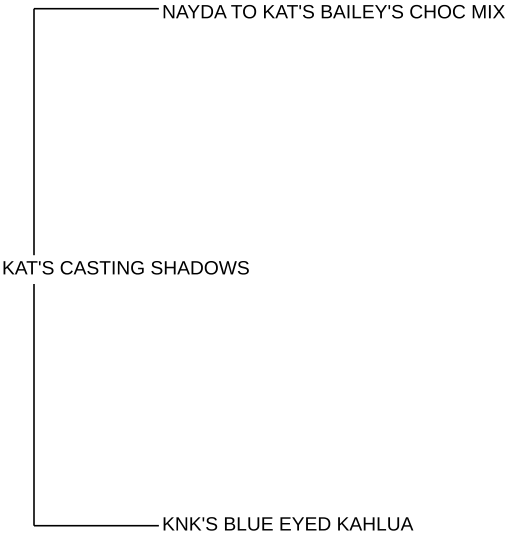 NAYDA TO KAT'S BAILEY'S CHOC MIX
KAT'S CASTING SHADOWS
KNK'S BLUE EYED KAHLUA